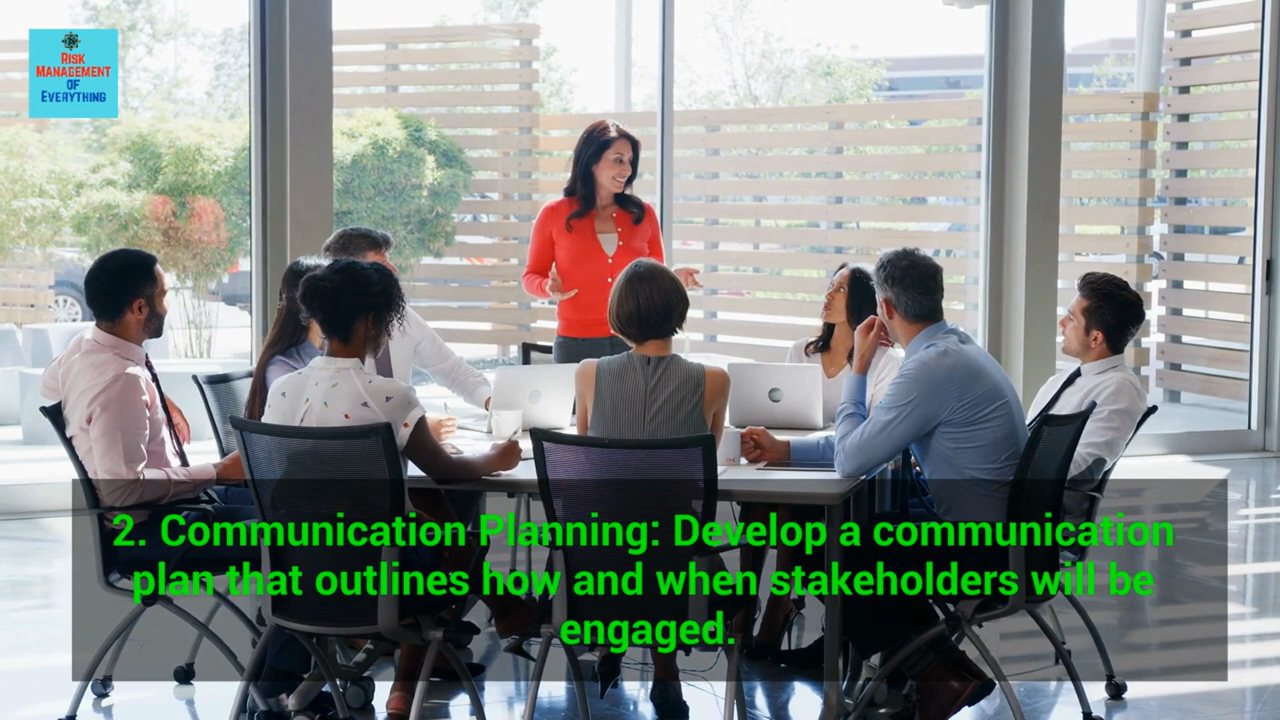 RISK
MANAGEMENT
OF
EVERYTHING
2. Communication Planning: Develop a communication
plan that outlines how and when stakeholders will be
engaged.